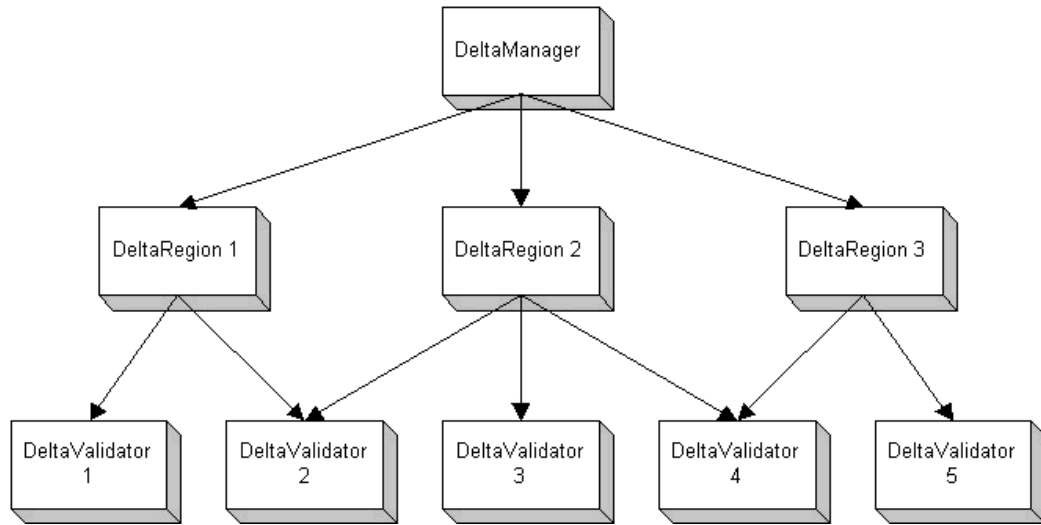 DeltaManager
DeltaRegion 1
DeltaRegion 2
DeltaRegion 3
DeltaValidator
1
DeltaValidator
2
DeltaValidator
3
DeltaValidator
4
DeltaValidator
5